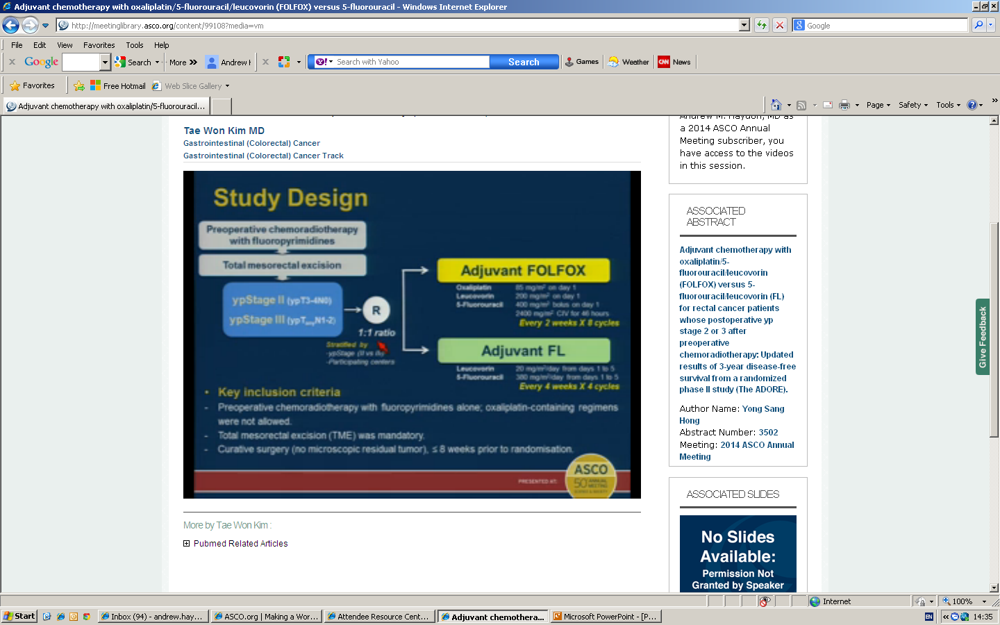 Adjuvant chemotherapy with oxaliplatin/5-fluorouracil/leucovorin (FOLFOX) versus 5-fluorouracil - Windows Internet Explorer
http://meetinglibrary.asco.org/content/99108?media=vm
Google
File Edit View Favorites Tools Help
Google Search More » Andrew H Search with Yahoo Search Games Weather CNN News
Favorites Free Hotmail Web Slice Gallery
Adjuvant chemotherapy with oxaliplatin/5-fluorouracil... Page Safety Tools »
Tae Won Kim MD
Gastrointestinal (Colorectal) Cancer
Gastrointestinal (Colorectal) Cancer Track
Study Design
Preoperative chemoradiotherapy
with fluoropyrimidines
Total mesorectal excision
ypStage II (ypT3-4N0)
ypStage III (ypTanyN1-2)
R
1:1 ratio
Stratified by
-ypStage (II vs III)
-Participating centers
Adjuvant FOLFOX
Oxaliplatin 85 mg/m² on day 1
Leucovorin 200 mg/m² on day 1
5-Fluorouracil 400 mg/m² bolus on day 1
2400 mg/m² CIV for 46 hours
Every 2 weeks X 8 cycles
Adjuvant FL
Leucovorin 20 mg/m²/day from days 1 to 5
5-Fluorouracil 380 mg/m²/day from days 1 to 5
Every 4 weeks X 4 cycles
• Key inclusion criteria
- Preoperative chemoradiotherapy with fluoropyrimidines alone; oxaliplatin-containing regimens
were not allowed.
- Total mesorectal excision (TME) was mandatory.
- Curative surgery (no microscopic residual tumor), ≤ 8 weeks prior to randomisation.
PRESENTED AT:
ASCO
50 ANNUAL
MEETING
SCIENCE & SOCIETY
More by Tae Won Kim :
Pubmed Related Articles
Andrew M. Haydon, MD as
a 2014 ASCO Annual
Meeting subscriber, you
have access to the videos
in this session.
ASSOCIATED
ABSTRACT
Adjuvant chemotherapy with
oxaliplatin/5-
fluorouracil/leucovorin
(FOLFOX) versus 5-
fluorouracil/leucovorin (FL)
for rectal cancer patients
whose postoperative yp
stage 2 or 3 after
preoperative
chemoradiotherapy: Updated
results of 3-year disease-free
survival from a randomized
phase II study (The ADORE).
Author Name: Yong Sang
Hong
Abstract Number: 3502
Meeting: 2014 ASCO Annual
Meeting
ASSOCIATED SLIDES
No Slides
Available:
Permission Not
Granted by Speaker
Give Feedback
Internet 100%
Start Inbox (94) - andrew.hay... ASCO.org | Making a Wor... Attendee Resource Cent... Adjuvant chemothera... Microsoft PowerPoint - [P... EN « 14:35